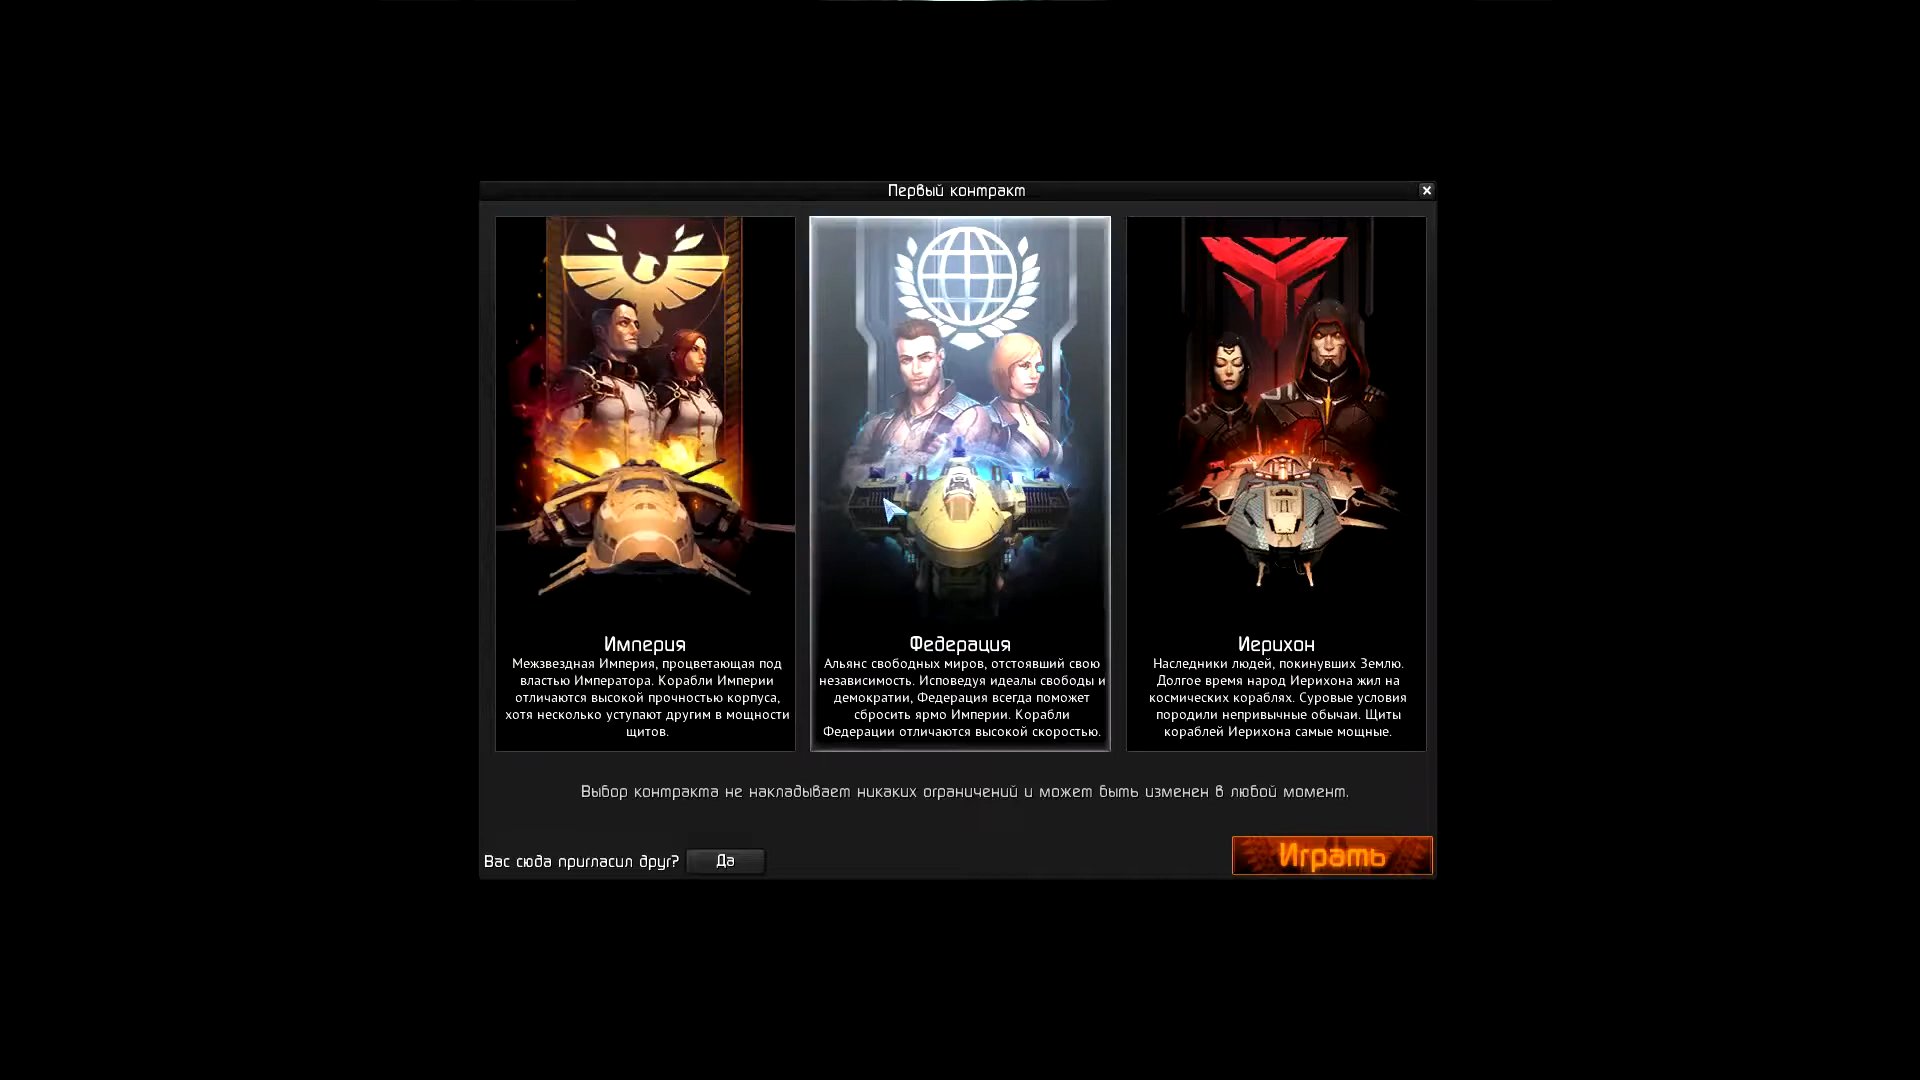 Первый контракт
Империя
Межзвездная Империя, процветающая под
властью Императора. Корабли Империи
отличаются высокой прочностью корпуса,
хотя несколько уступают другим в мощности
щитов.
Федерация
Альянс свободных миров, отстоявший свою
независимость. Исповедуя идеалы свободы и
демократии, Федерация всегда поможет
сбросить ярмо Империи. Корабли
Федерации отличаются высокой скоростью.
Иерихон
Наследники людей, покинувших Землю.
Долгое время народ Иерихона жил на
космических кораблях. Суровые условия
породили непривычные обычаи. Щиты
кораблей Иерихона самые мощные.
Выбор контракта не накладывает никаких ограничений и может быть изменен в любой момент.
Вас сюда пригласил друг? Да
Играть